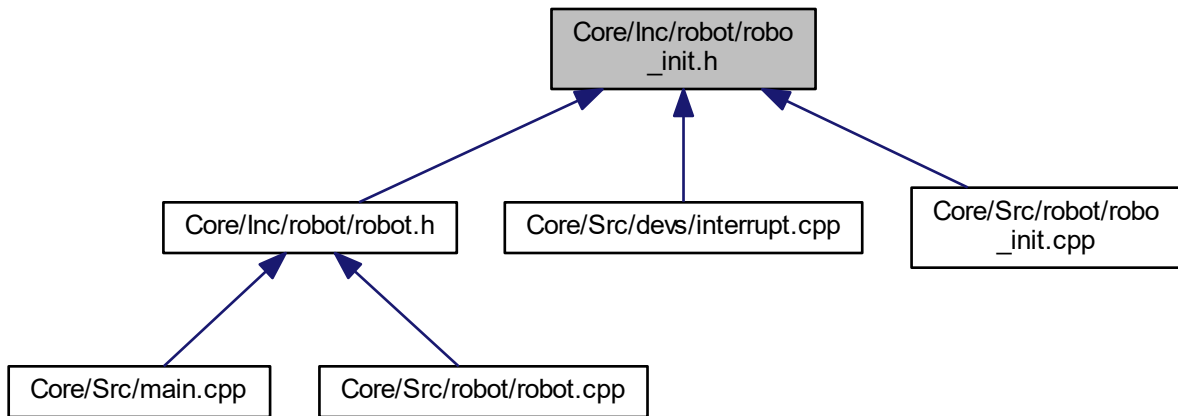 Core/Inc/robot/robo
_init.h
Core/Inc/robot/robot.h
Core/Src/devs/interrupt.cpp
Core/Src/robot/robo
_init.cpp
Core/Src/main.cpp
Core/Src/robot/robot.cpp